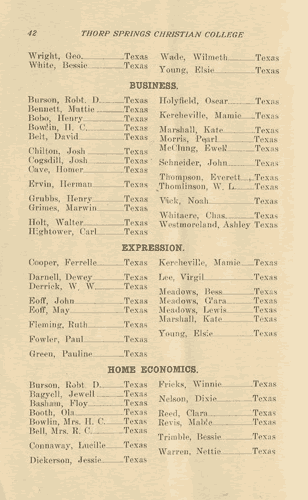 42 THORP SPRINGS CHRISTIAN COLLEGE
Wright, Geo. Texas
White, Bessie Texas
Wade, Wilmeth Texas
Young, Elsie Texas
BUSINESS.
Burson, Robt. D. Texas
Bennett, Mattie Texas
Bobo, Henry Texas
Bowlin, H. C. Texas
Belt, David Texas
Chilton, Josh Texas
Cogsdill, Josh Texas
Cave, Homer Texas
Ervin, Herman Texas
Grubbs, Henry Texas
Grimes, Marwin Texas
Holt, Walter Texas
Hightower, Carl Texas
Holyfield, Oscar Texas
Kercheville, Mamie Texas
Marshall, Kate Texas
Morris, Pearl Texas
McClung, Ewell Texas
Schneider, John Texas
Thompson, Everett Texas
Thomlinson, W. L. Texas
Vick, Noah Texas
Whitacre, Chas. Texas
Westmoreland, Ashley Texas
EXPRESSION.
Cooper, Ferrelle Texas
Darnell, Dewey Texas
Derrick, W. W. Texas
Eoff, John Texas
Eoff, May Texas
Fleming, Ruth Texas
Fowler, Paul Texas
Green, Pauline Texas
Kercheville, Mamie Texas
Lee, Virgil Texas
Meadows, Bess Texas
Meadows, Texas
Meadows, Lewis Texas
Marshall, Kate Texas
Young, Elsie Texas
HOME ECONOMICS.
Burson, Robt. D. Texas
Bagyell, Jewell Texas
Basham, Floy Texas
Booth, Ola Texas
Bowlin, Mrs. H. C. Texas
Bell, Mrs. R. C. Texas
Connaway, Lucille Texas
Dickerson, Jessie Texas
Fricks, Winnie Texas
Nelson, Dixie Texas
Reed, Clara Texas
Revis, Mable Texas
Trimble, Bessie Texas
Warren, Nettie Texas